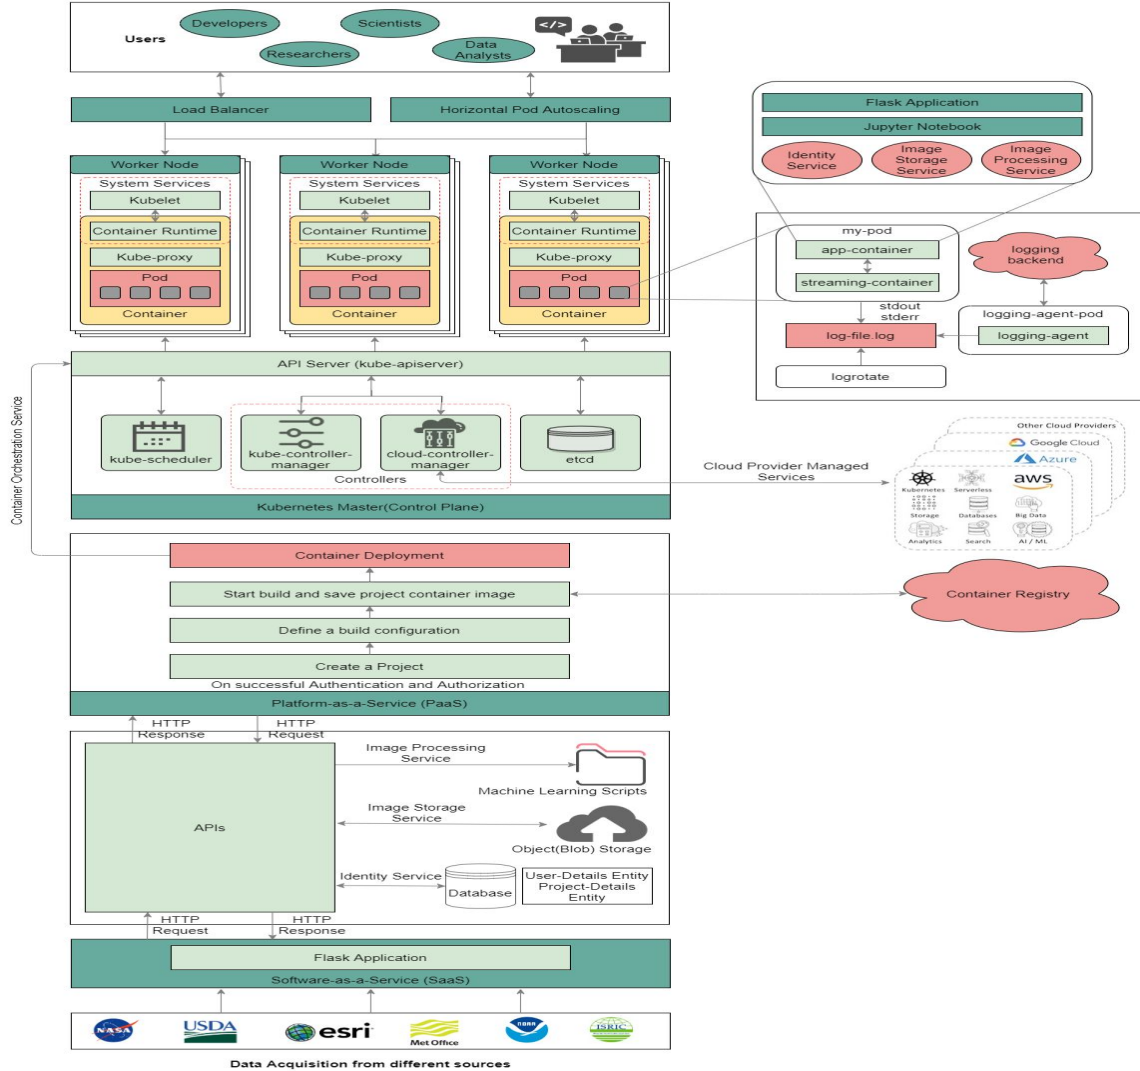 Users
Developers
Scientists
Researchers
Data
Analysts
</>
Load Balancer
Horizontal Pod Autoscaling
Worker Node
System Services
Kubelet
Container Runtime
Kube-proxy
Pod
Container
Worker Node
System Services
Kubelet
Container Runtime
Kube-proxy
Pod
Container
Worker Node
System Services
Kubelet
Container Runtime
Kube-proxy
Pod
Container
Flask Application
Jupyter Notebook
Identity
Service
Image
Storage
Service
Image
Processing
Service
my-pod
app-container
streaming-container
logging
backend
stdout
stderr
logging-agent-pod
logging-agent
log-file.log
logrotate
API Server (kube-apiserver)
kube-scheduler
kube-controller-
manager
cloud-controller-
manager
etcd
Controllers
Kubernetes Master(Control Plane)
Container Orchestration Service
Cloud Provider Managed
Services
Other Cloud Providers
Google Cloud
Azure
aws
Kubernetes
Serverless
Storage
Databases
Big Data
Analytics
Search
AI / ML
Container Deployment
Start build and save project container image
Define a build configuration
Create a Project
On successful Authentication and Authorization
Platform-as-a-Service (PaaS)
Container Registry
HTTP
Response
HTTP
Request
APIs
Image Processing
Service
Machine Learning Scripts
Image Storage
Service
Object(Blob) Storage
Identity Service
Database
User-Details Entity
Project-Details
Entity
HTTP
Request
HTTP
Response
Flask Application
Software-as-a-Service (SaaS)
NASA
USDA
esri
Met Office
NOAA
ISRIC
Data Acquisition from different sources